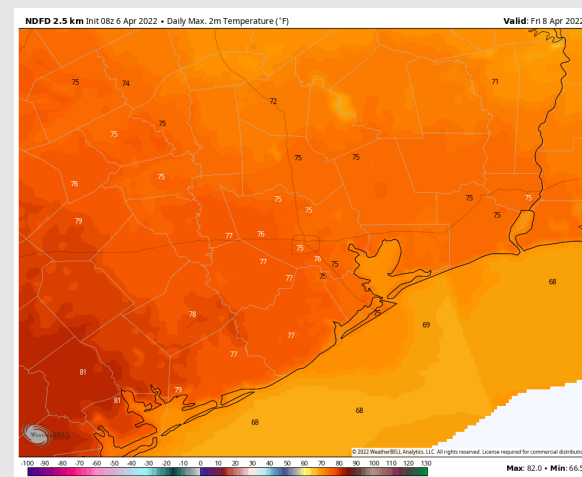 NDFD 2.5 km Init 08z 6 Apr 2022 • Daily Max. 2m Temperature (°F) Valid: Fri 8 Apr 2022
75 74 71
72
75
75
75 75
76 75
79 75 75 75
75 75
77 76
75
77 76 75
77 75
68
78 75
69
77
77
81 79
81
68 68
WeatherBELL
© 2022 WeatherBELL Analytics, LLC. All rights reserved. License required for commercial distribution
-100 -90 -80 -70 -60 -50 -40 -30 -20 -10 0 10 20 30 40 50 60 70 80 90 100 110 120 130
Max: 82.0 • Min: 66.5